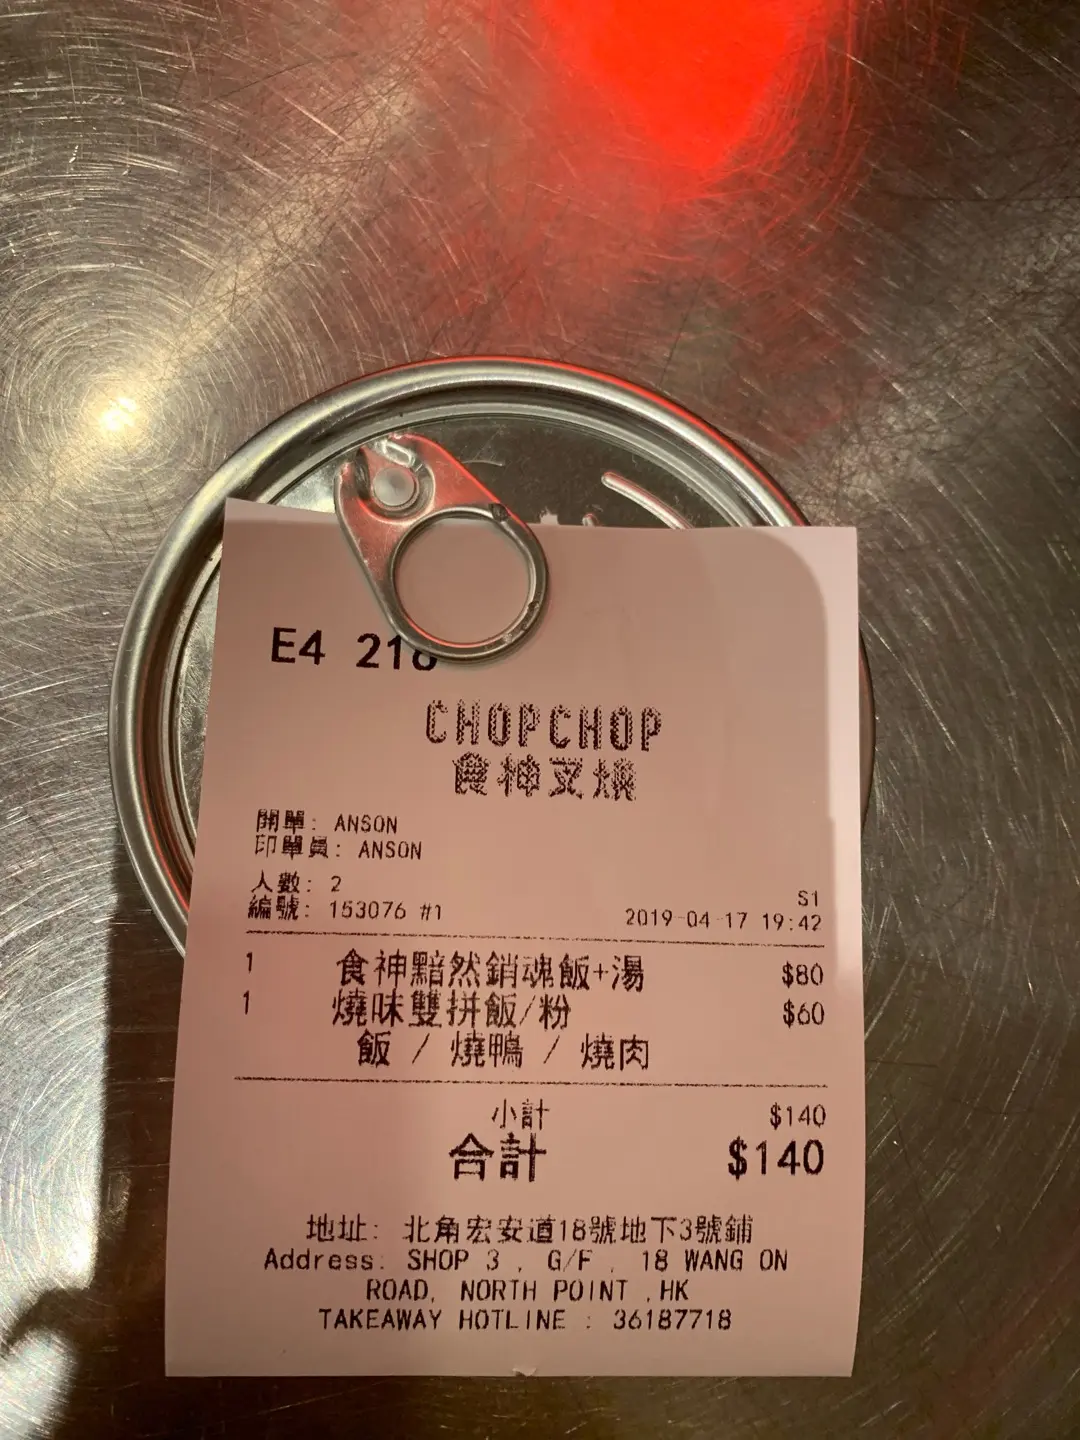 E4 218
CHOPCHOP
食神叉燒
開單: ANSON
印單員: ANSON
人數: 2
S1
編號: 153076 #1 2019-04-17 19:42
1 食神黯然銷魂飯+湯 $80
1 燒味雙拼飯/粉 $60
飯 / 燒鴨 / 燒肉
小計 $140
合計 $140
地址: 北角宏安道18號地下3號鋪
Address: SHOP 3 , G/F , 18 WANG ON
ROAD, NORTH POINT ,HK
TAKEAWAY HOTLINE : 36187718